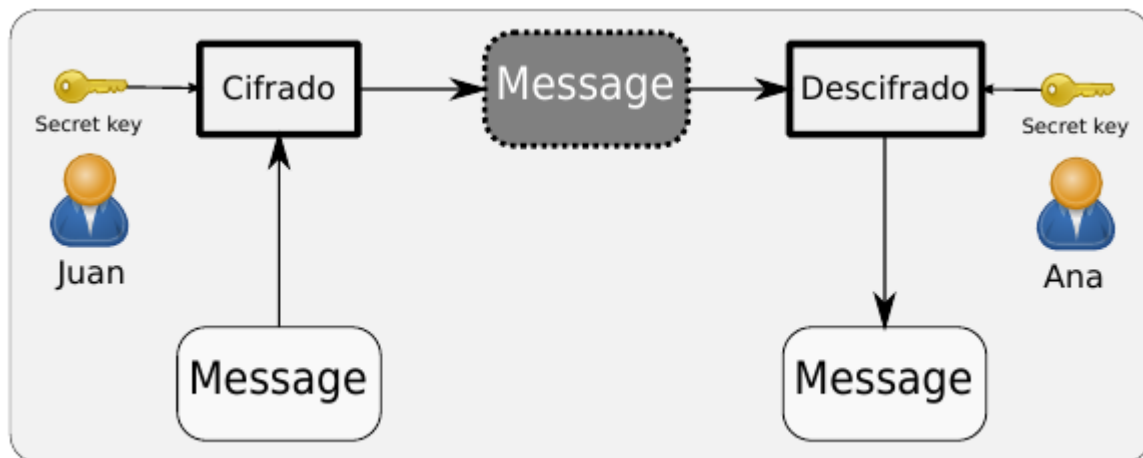 Cifrado
Message
Descifrado
Secret key
Secret key
Juan
Ana
Message
Message